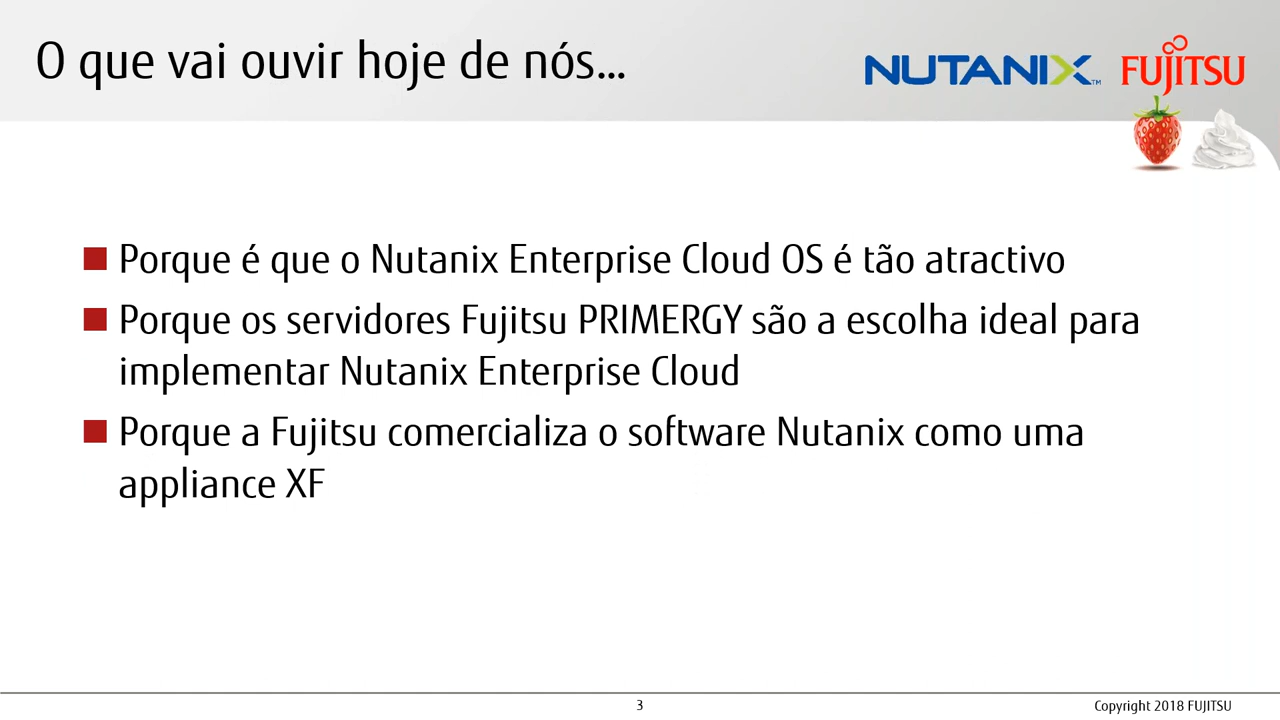 O que vai ouvir hoje de nós...
NUTANIX™
FUJITSU
Porque é que o Nutanix Enterprise Cloud OS é tão atractivo
Porque os servidores Fujitsu PRIMERGY são a escolha ideal para
implementar Nutanix Enterprise Cloud
Porque a Fujitsu comercializa o software Nutanix como uma
appliance XF
3
Copyright 2018 FUJITSU